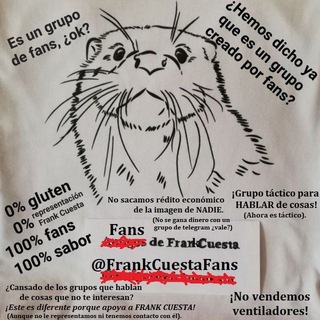 Es un grupo
de fans, ¿ok?
¿Hemos dicho ya
que es un grupo
creado por fans?
0% gluten
0% representación
Frank Cuesta
100% fans
100% sabor
No sacamos rédito económico
de la imagen de NADIE.
(No se gana dinero con un
grupo de telegram ¿vale?)
¡Grupo táctico para
HABLAR de cosas!
(Ahora es táctico).
Fans
de FrankCuesta
@FrankCuestaFans
¿Cansado de los grupos que hablan
de cosas que no te interesan?
¡Este es diferente porque apoya a FRANK CUESTA!
(Aunque no le representamos ni tenemos contacto con él).
¡No vendemos
ventiladores!